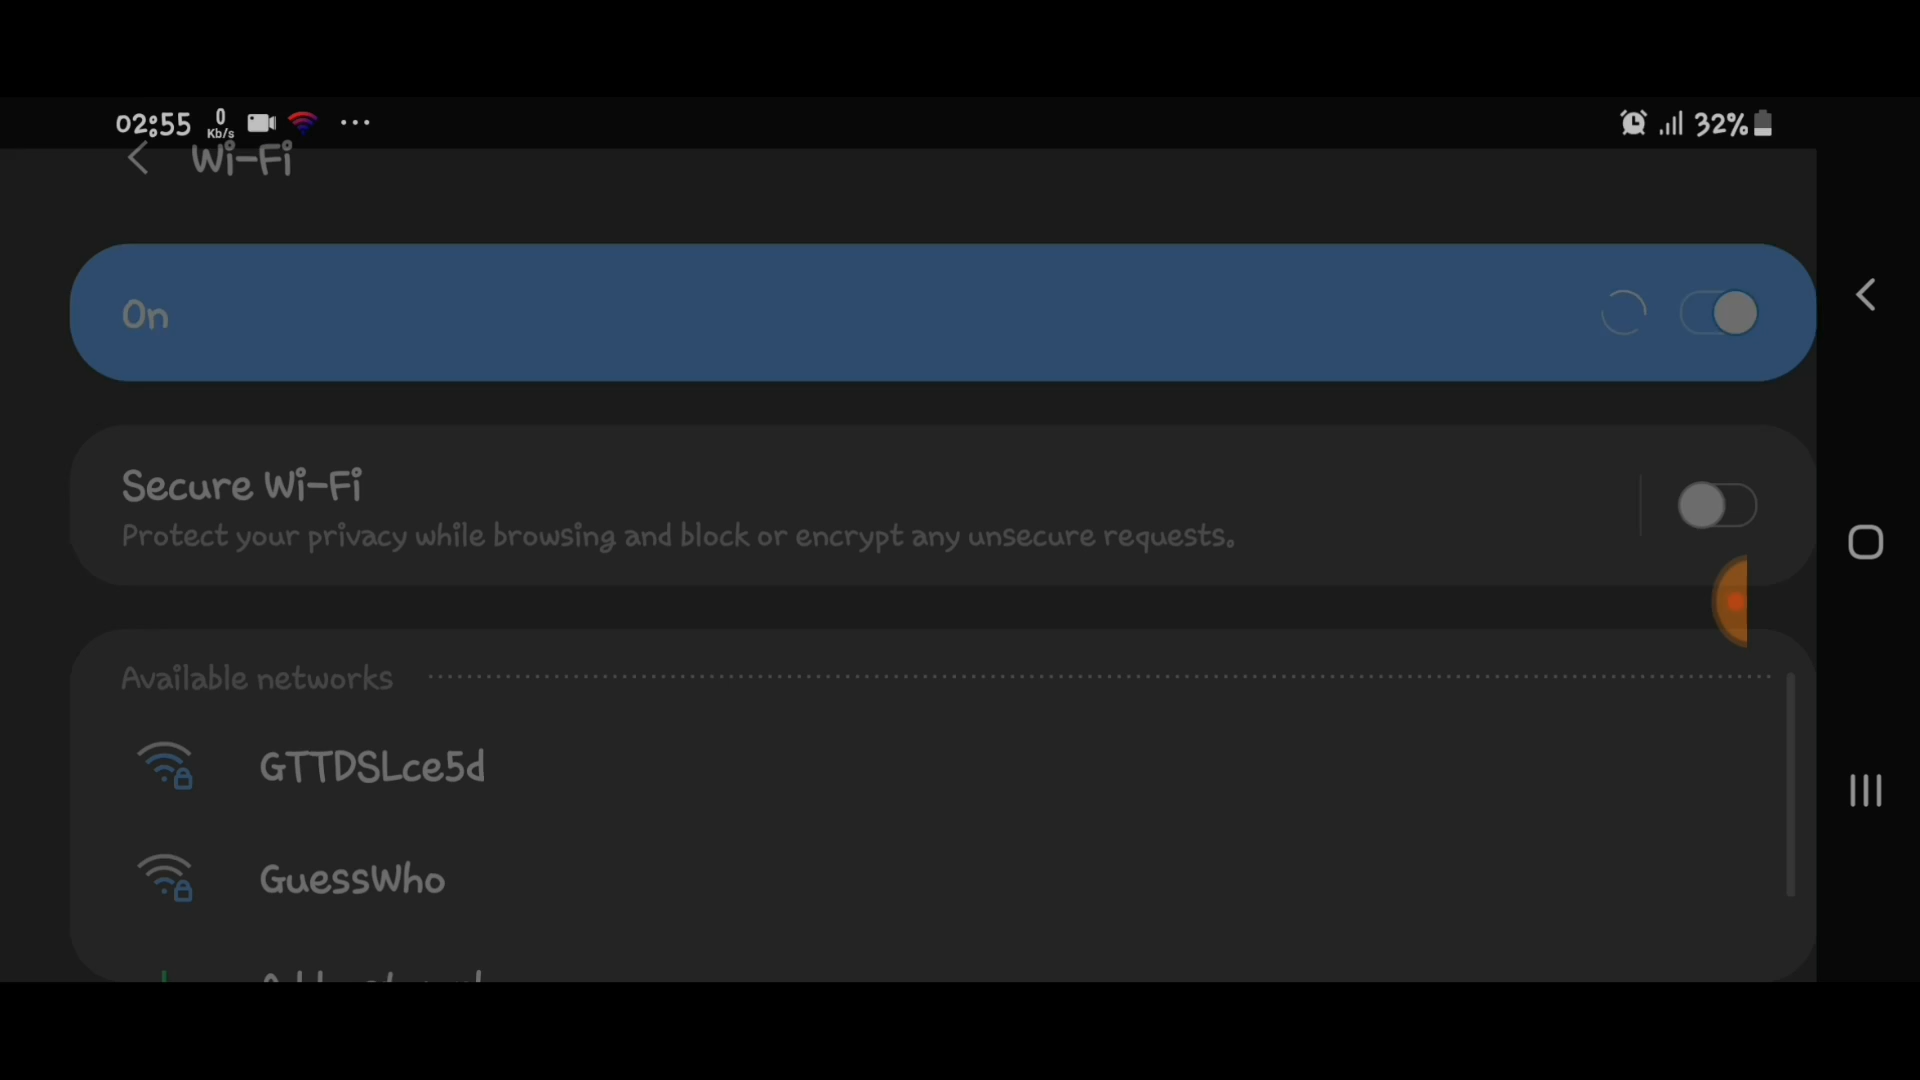 02:55 0 Kb/s 32%
Wi-Fi
On
Secure Wi-Fi
Protect your privacy while browsing and block or encrypt any unsecure requests.
Available networks
GTTDSLce5d
GuessWho